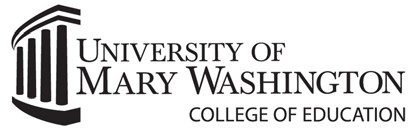 UNIVERSITY OF
MARY WASHINGTON
COLLEGE OF EDUCATION